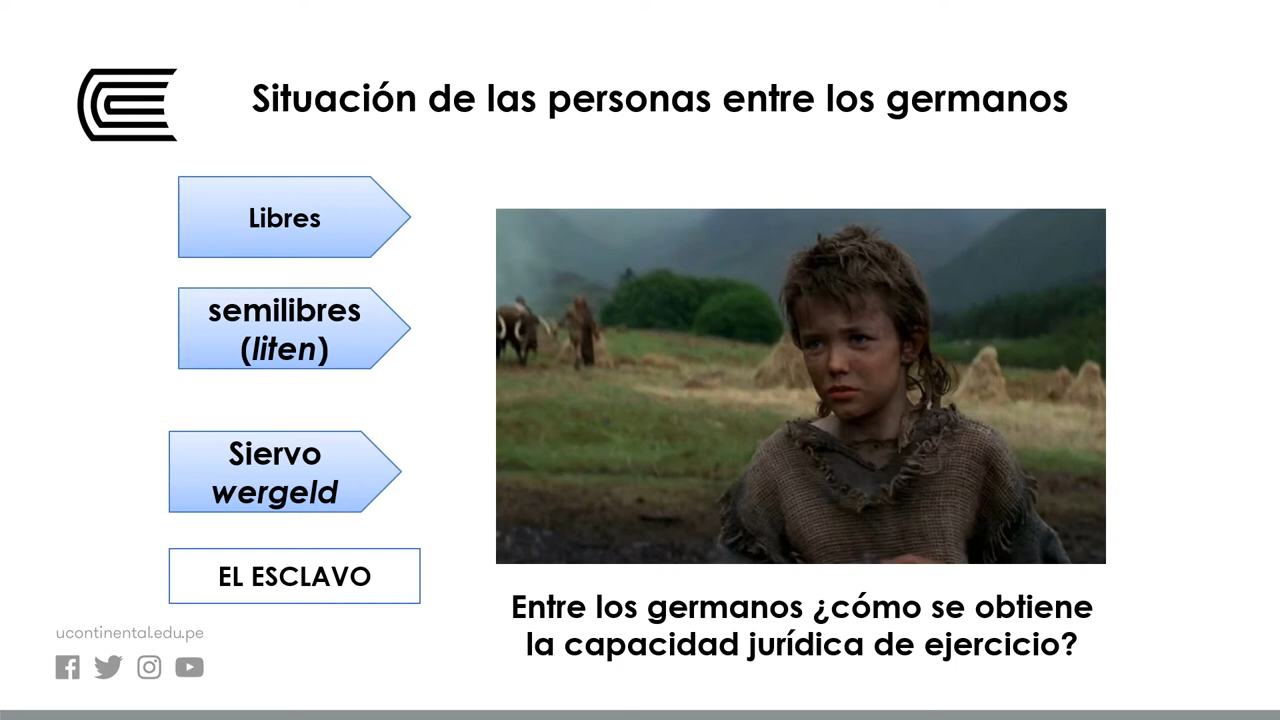 Situación de las personas entre los germanos
Libres
semilibres
(liten)
Siervo
wergeld
EL ESCLAVO
Entre los germanos ¿cómo se obtiene
la capacidad jurídica de ejercicio?
ucontinental.edu.pe